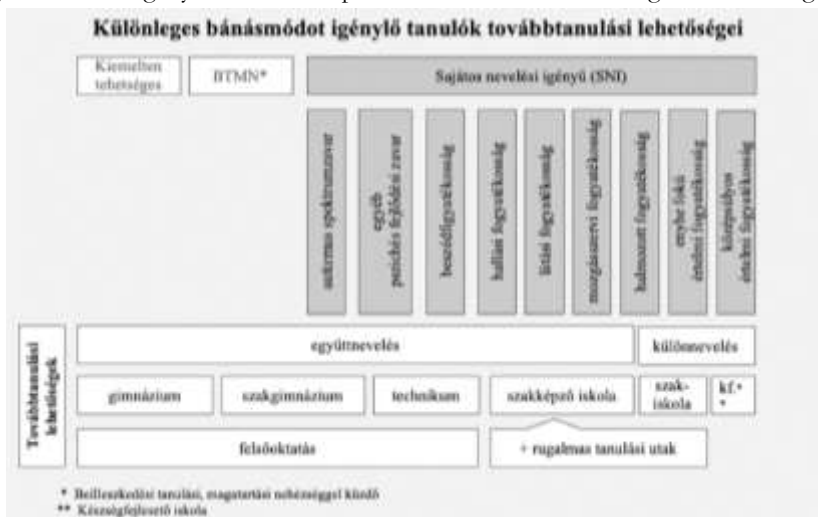 Különleges bánásmódot igénylő tanulók továbbtanulási lehetőségei
Kiemelten
tehetséges
BTMN*
Sajátos nevelési igényű (SNI)
autizmus spektrumzavar
egyéb
pszichés fejlődési zavar
beszédfogyatékosság
hallási fogyatékosság
látási fogyatékosság
mozgásszervi fogyatékosság
halmozott fogyatékosság
enyhe fokú
értelmi fogyatékosság
középsúlyos
értelmi fogyatékosság
Továbbtanulási
lehetőségek
együttnevelés
különnevelés
gimnázium
szakgimnázium
technikum
szakképző iskola
szak-
iskola
kf.*
*
felsőoktatás
+ rugalmas tanulási utak
* Beilleszkedési tanulási, magatartási nehézséggel küzdő
** Készségfejlesztő iskola